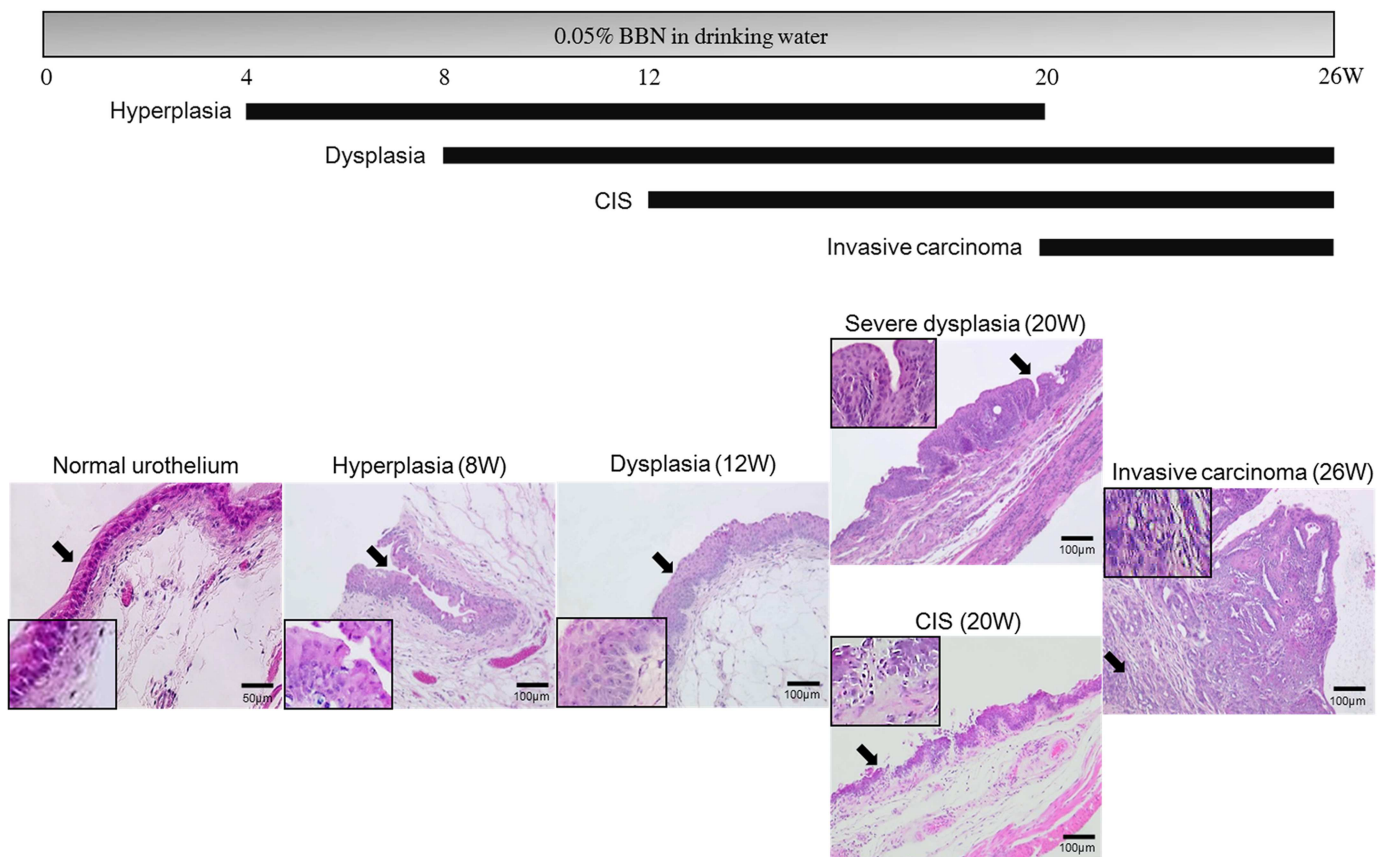 0.05% BBN in drinking water
0 4 8 12 20 26W
Hyperplasia
Dysplasia
CIS
Invasive carcinoma
Severe dysplasia (20W)
100μm
Normal urothelium
50μm
Hyperplasia (8W)
100μm
Dysplasia (12W)
100μm
CIS (20W)
100μm
Invasive carcinoma (26W)
100μm